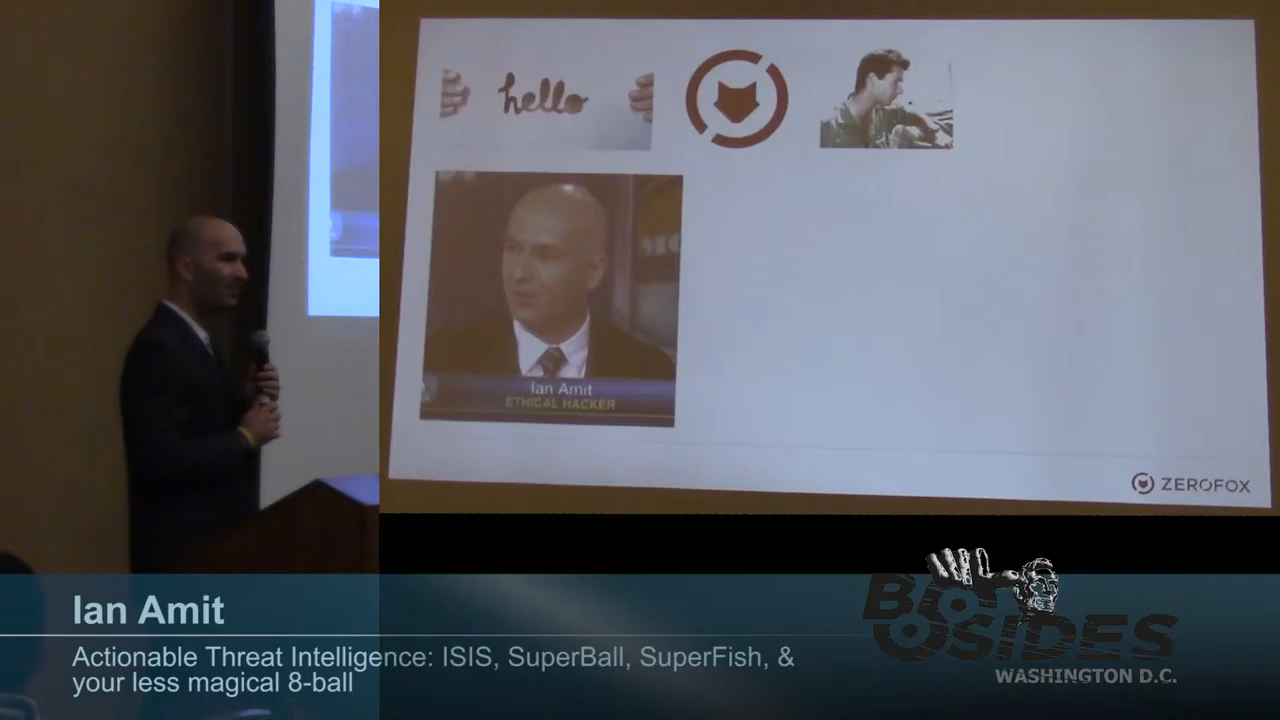 hello
Ian Amit
ETHICAL HACKER
ZEROFOX
Ian Amit
Actionable Threat Intelligence: ISIS, SuperBall, SuperFish, &
your less magical 8-ball
BSIDES
WASHINGTON D.C.